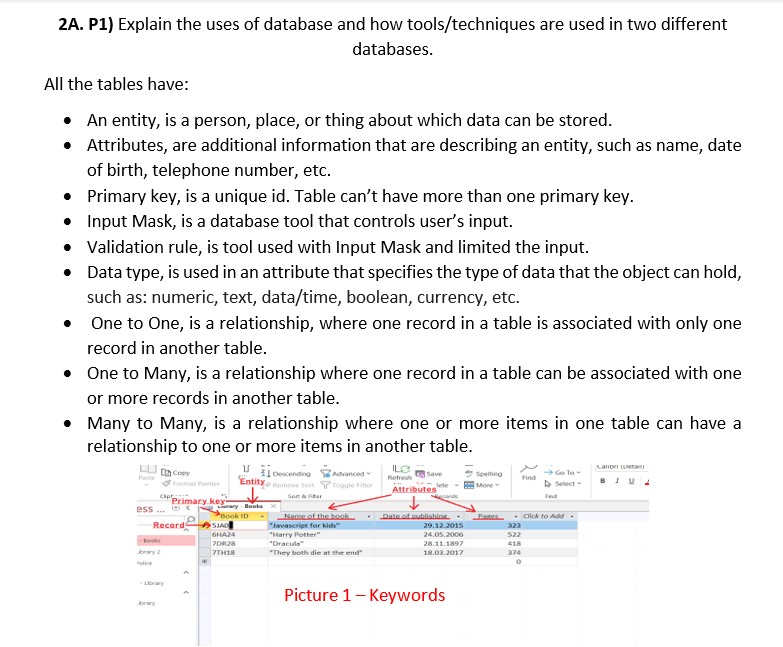 2A. P1) Explain the uses of database and how tools/techniques are used in two different
databases.
All the tables have:
• An entity, is a person, place, or thing about which data can be stored.
• Attributes, are additional information that are describing an entity, such as name, date
of birth, telephone number, etc.
• Primary key, is a unique id. Table can’t have more than one primary key.
• Input Mask, is a database tool that controls user’s input.
• Validation rule, is tool used with Input Mask and limited the input.
• Data type, is used in an attribute that specifies the type of data that the object can hold,
such as: numeric, text, data/time, boolean, currency, etc.
• One to One, is a relationship, where one record in a table is associated with only one
record in another table.
• One to Many, is a relationship where one record in a table can be associated with one
or more records in another table.
• Many to Many, is a relationship where one or more items in one table can have a
relationship to one or more items in another table.
Copy Descending Advanced Save Spelling Go To
Paste Format Painter Entity Remove Sort Toggle Filter Refresh More Find Select B I U
Attributes
Sort & Filter Records Find
Primary key Books
Book ID Name of the book Date of publishing Pages Click to Add
Record 5JA0 "Javascript for kids" 29.12.2015 323
Books 6HA24 "Harry Potter" 24.05.2006 522
7DR28 "Dracula" 28.11.1897 418
7TH18 "They both die at the end" 18.03.2017 374
0
Library
Picture 1 – Keywords